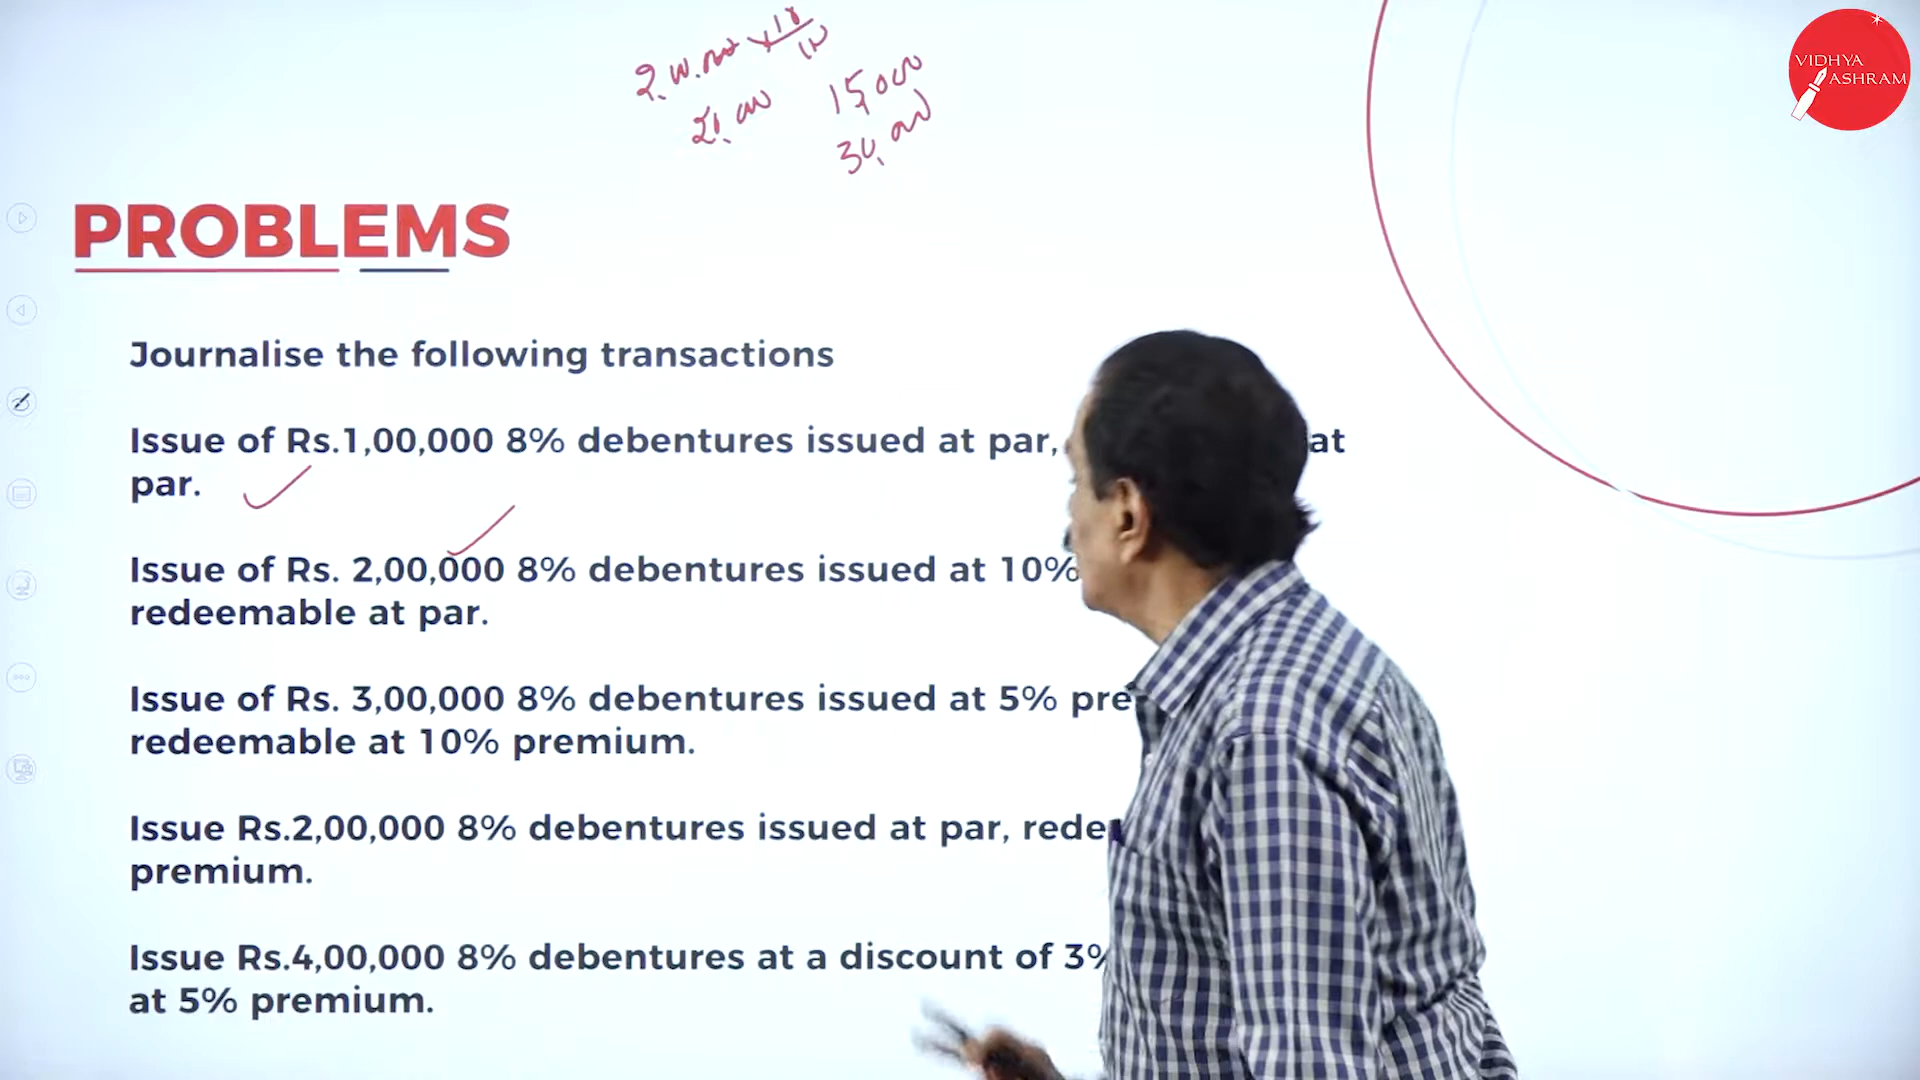 VIDHYA
ASHRAM
15,000
30,000
PROBLEMS
Journalise the following transactions
Issue of Rs.1,00,000 8% debentures issued at par, at
par.
Issue of Rs. 2,00,000 8% debentures issued at 10%
redeemable at par.
Issue of Rs. 3,00,000 8% debentures issued at 5%
redeemable at 10% premium.
Issue Rs.2,00,000 8% debentures issued at par,
premium.
Issue Rs.4,00,000 8% debentures at a discount of 3%
at 5% premium.